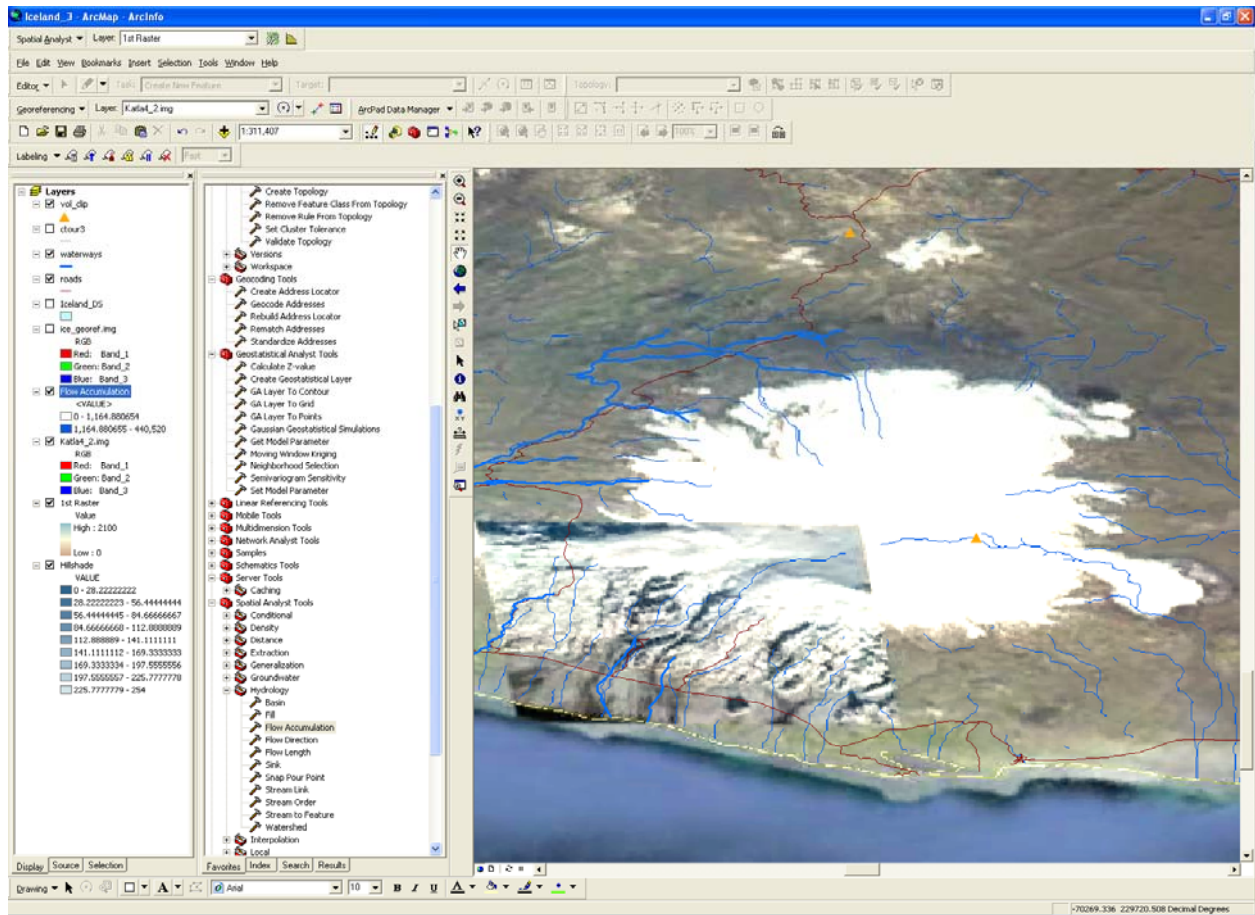 Iceland_3 - ArcMap - ArcInfo
Spatial Analyst Layer: 1st Raster
File Edit View Bookmarks Insert Selection Tools Window Help
Editor Task: Create New Feature Target: Topology:
Georeferencing Layer: Katla4_2.img ArcPad Data Manager
1:311,407 100%
Labeling Fast
Layers
vol_clip
ctour3
waterways
roads
Iceland_DS
ice_georef.img
RGB
Red: Band_1
Green: Band_2
Blue: Band_3
Flow Accumulation
<VALUE>
0 - 1,164.880654
1,164.880655 - 440,520
Katla4_2.img
RGB
Red: Band_1
Green: Band_2
Blue: Band_3
1st Raster
Value
High : 2100
Low : 0
Hillshade
VALUE
0 - 28.22222222
28.22222223 - 56.44444444
56.44444445 - 84.66666667
84.66666668 - 112.8888889
112.888889 - 141.1111111
141.1111112 - 169.3333333
169.3333334 - 197.5555556
197.5555557 - 225.7777778
225.7777779 - 254
Display Source Selection
Create Topology
Remove Feature Class From Topology
Remove Rule From Topology
Set Cluster Tolerance
Validate Topology
Versions
Workspace
Geocoding Tools
Create Address Locator
Geocode Addresses
Rebuild Address Locator
Rematch Addresses
Standardize Addresses
Geostatistical Analyst Tools
Calculate Z-value
Create Geostatistical Layer
GA Layer To Contour
GA Layer To Grid
GA Layer To Points
Gaussian Geostatistical Simulations
Get Model Parameter
Moving Window Kriging
Neighborhood Selection
Semivariogram Sensitivity
Set Model Parameter
Linear Referencing Tools
Mobile Tools
Multidimension Tools
Network Analyst Tools
Samples
Schematics Tools
Server Tools
Caching
Spatial Analyst Tools
Conditional
Density
Distance
Extraction
Generalization
Groundwater
Hydrology
Basin
Fill
Flow Accumulation
Flow Direction
Flow Length
Sink
Snap Pour Point
Stream Link
Stream Order
Stream to Feature
Watershed
Interpolation
Local
Favorites Index Search Results
Drawing A Arial 10 B I U A
-70269.336 229720.508 Decimal Degrees